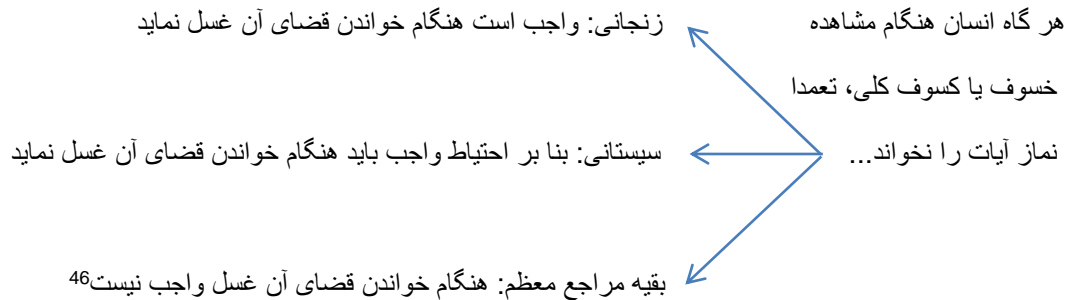 هر گاه انسان هنگام مشاهده
خسوف یا کسوف کلی، تعمدا
نماز آیات را نخواند...
زنجانی: واجب است هنگام خواندن قضای آن غسل نماید
سیستانی: بنا بر احتیاط واجب باید هنگام خواندن قضای آن غسل نماید
بقیه مراجع معظم: هنگام خواندن قضای آن غسل واجب نیست46